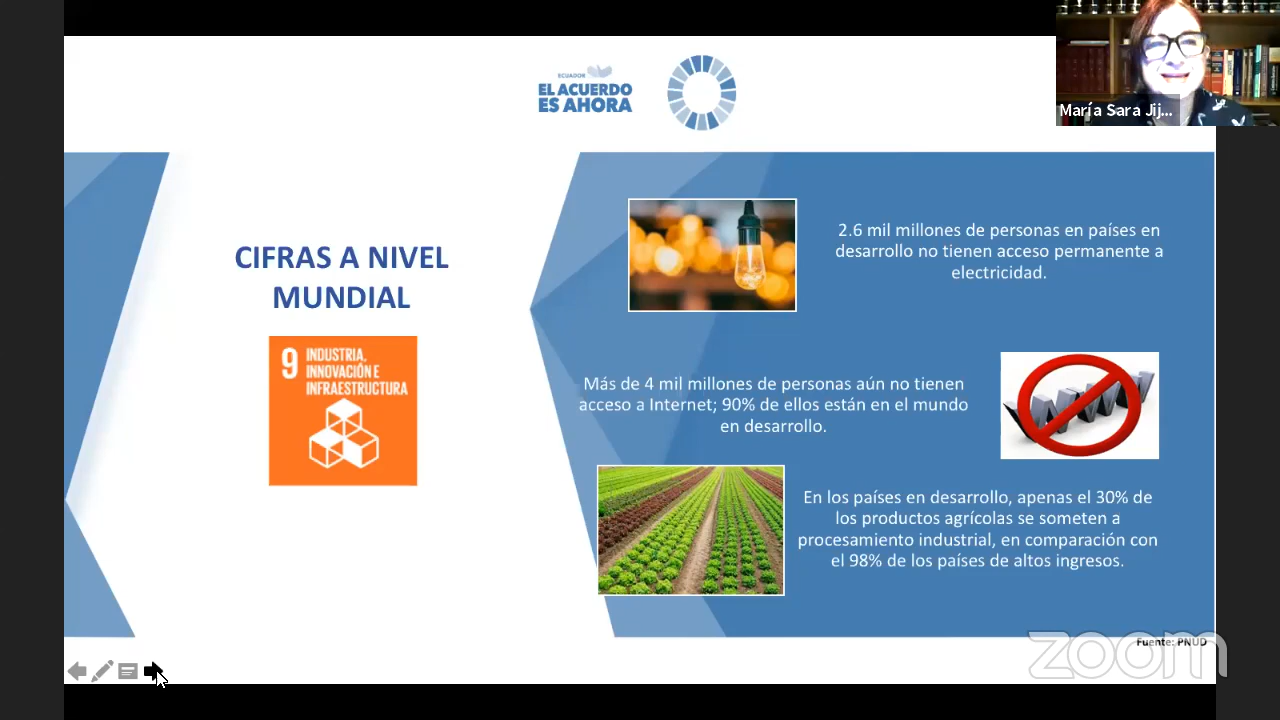 ECUADOR
EL ACUERDO
ES AHORA
María Sara Jij...
CIFRAS A NIVEL
MUNDIAL
9 INDUSTRIA,
INNOVACIÓN E
INFRAESTRUCTURA
2.6 mil millones de personas en países en
desarrollo no tienen acceso permanente a
electricidad.
Más de 4 mil millones de personas aún no tienen
acceso a Internet; 90% de ellos están en el mundo
en desarrollo.
WWW
En los países en desarrollo, apenas el 30% de
los productos agrícolas se someten a
procesamiento industrial, en comparación con
el 98% de los países de altos ingresos.
Fuente: PNUD
zoom